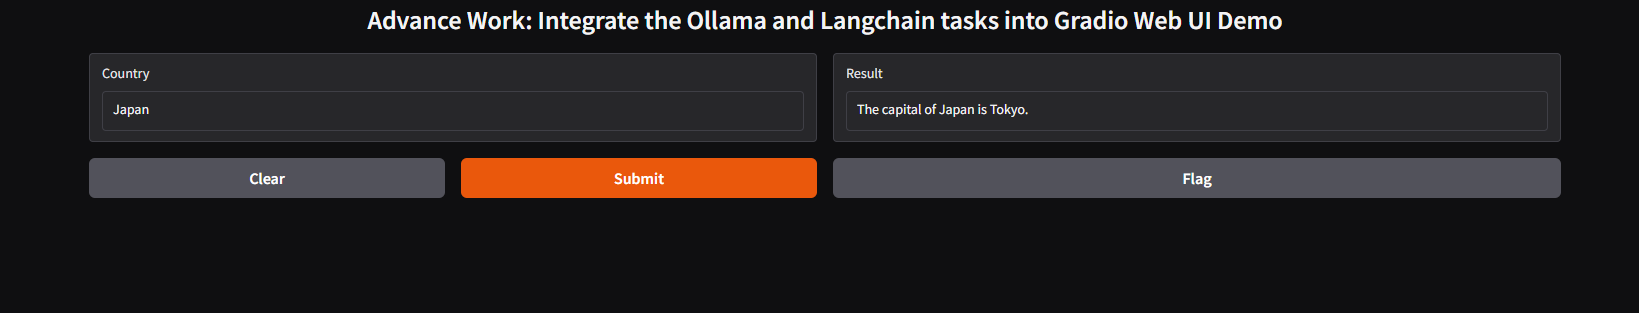 Advance Work: Integrate the Ollama and Langchain tasks into Gradio Web UI Demo
Country
Japan
Result
The capital of Japan is Tokyo.
Clear
Submit
Flag